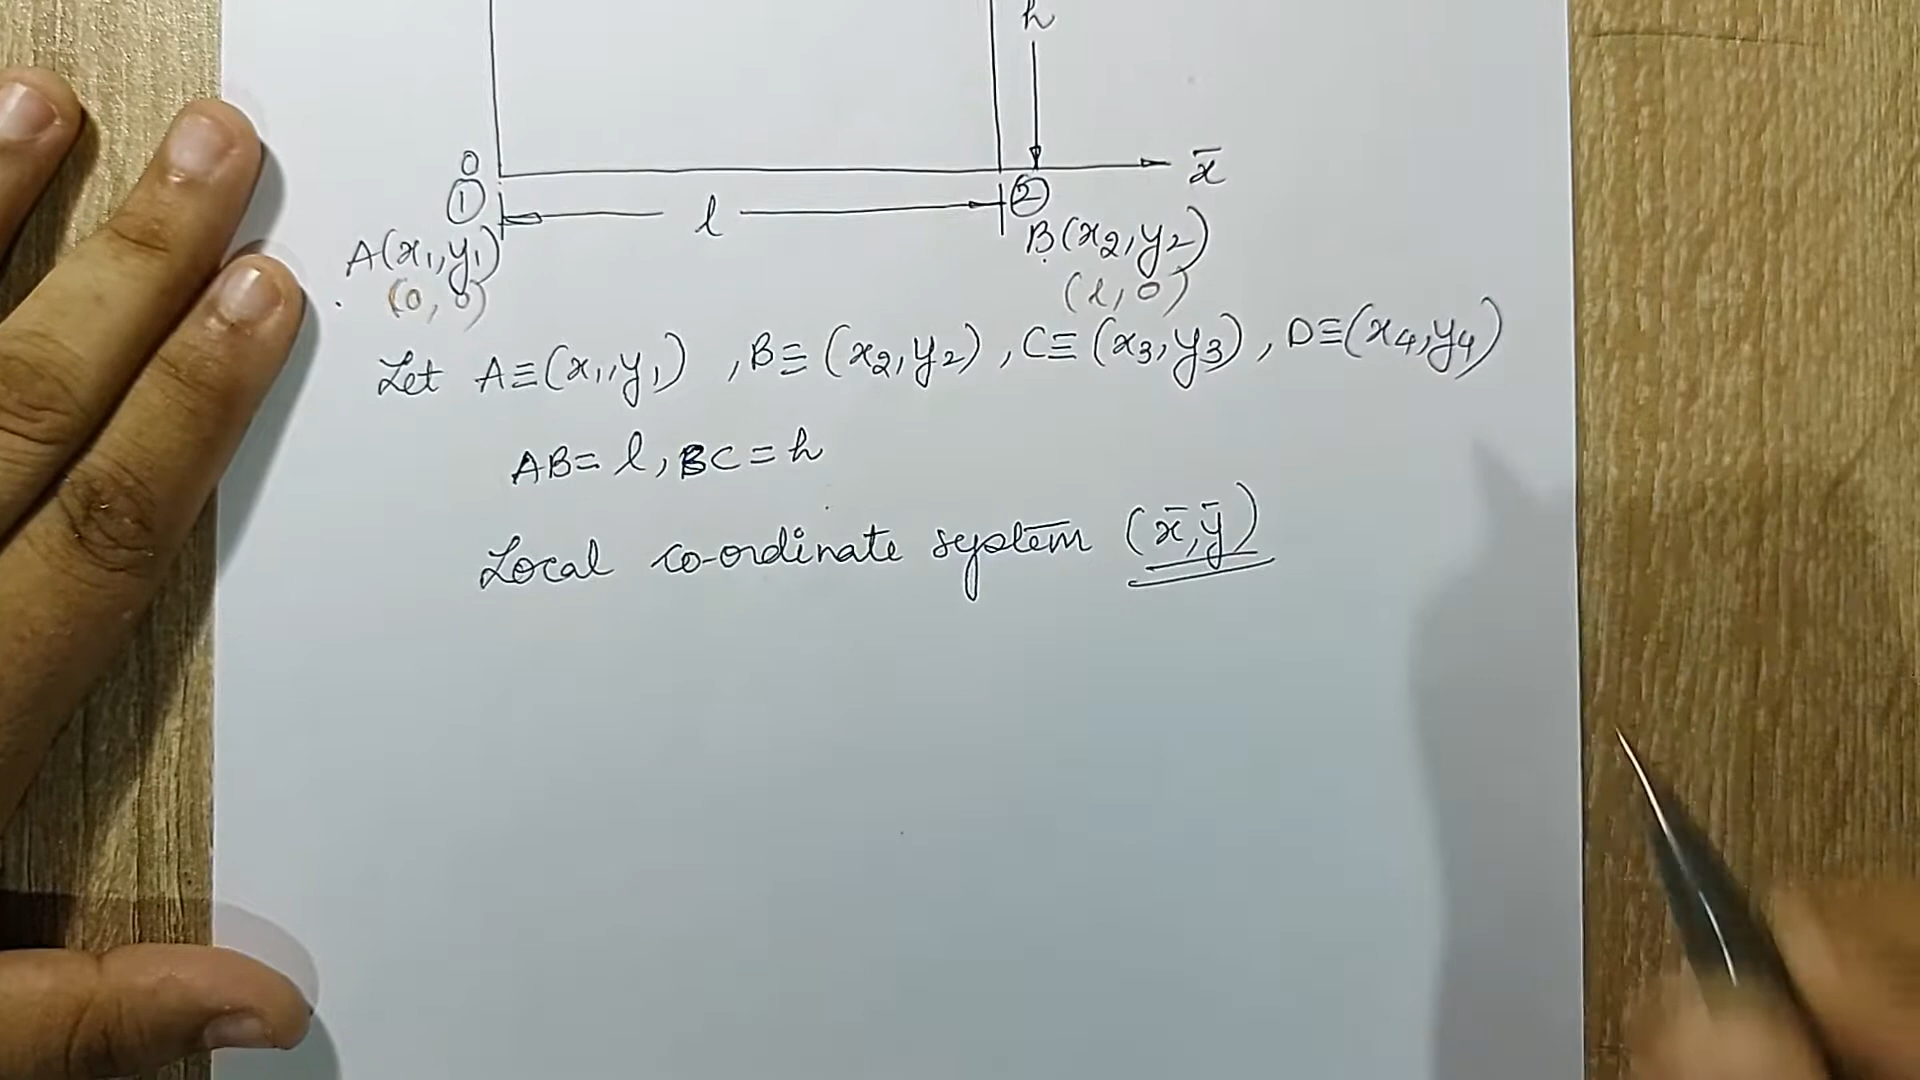 h
0
x̄
① l ②
A(x₁,y₁) B(x₂,y₂)
(0,0) (l,0)
Let A≡(x₁,y₁) ,B≡(x₂,y₂) ,C≡(x₃,y₃) ,D≡(x₄,y₄)
AB=l,BC=h
Local co-ordinate system (x̄,ȳ)